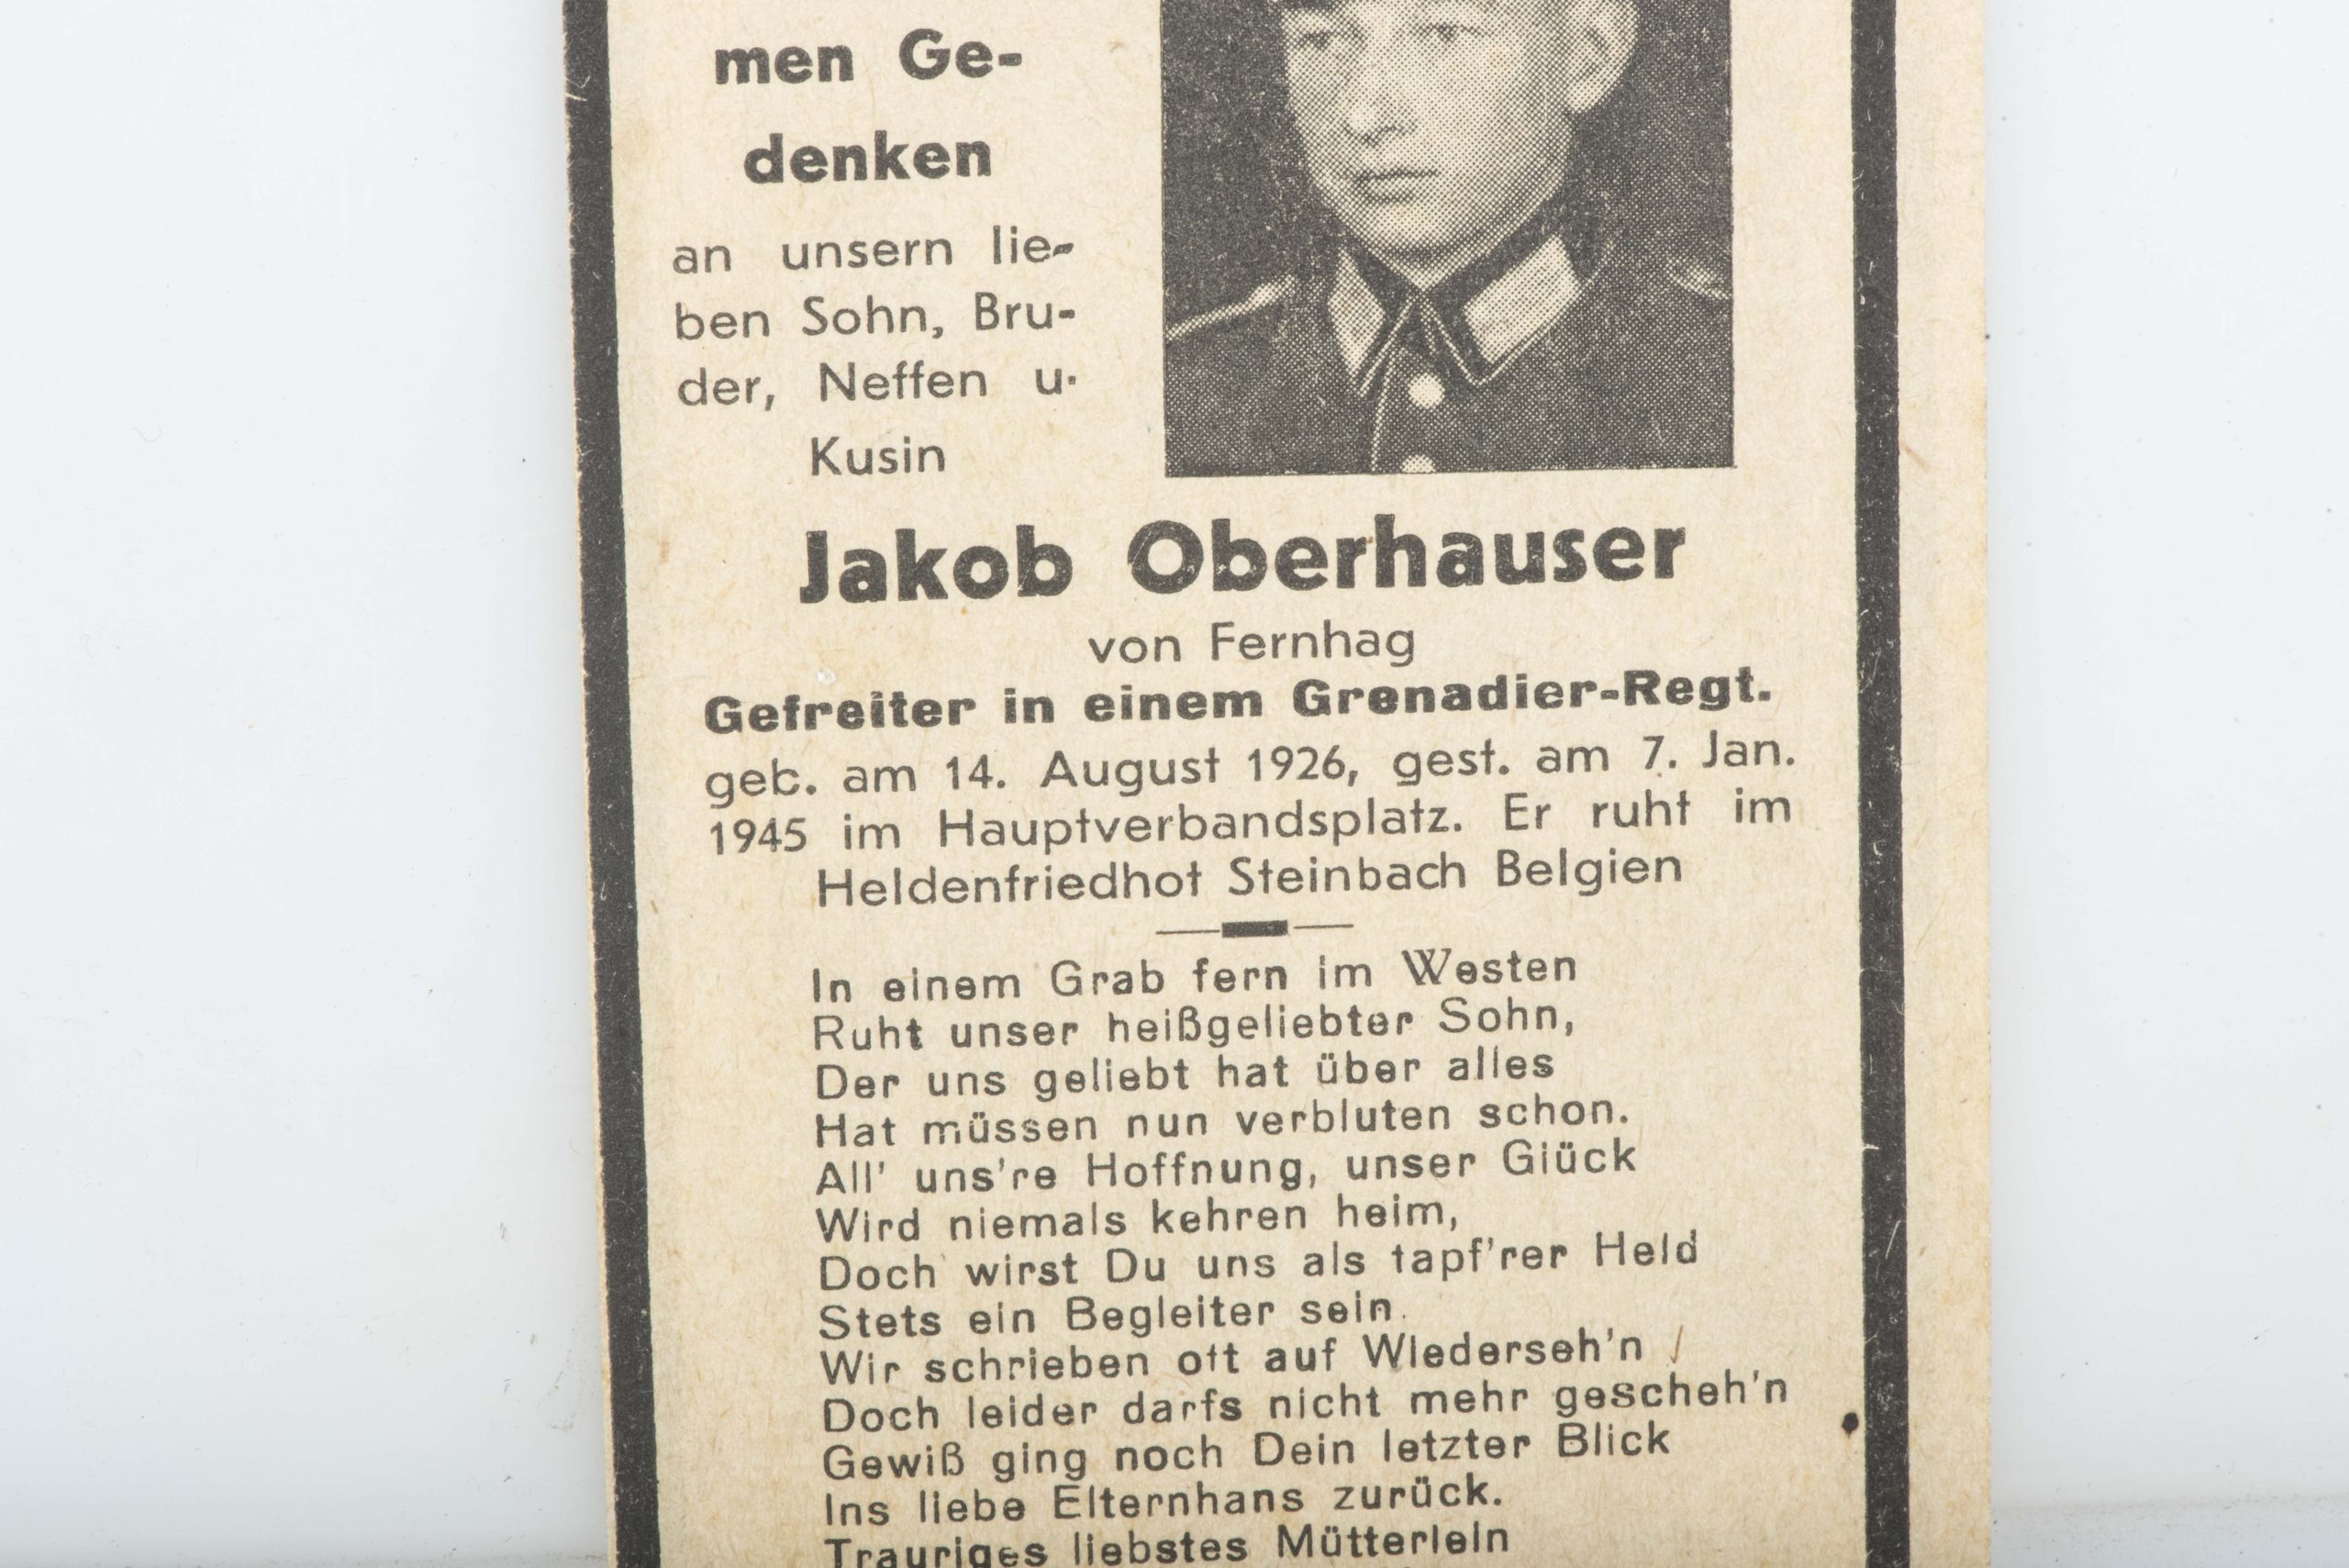 men Ge-
denken
an unsern lie-
ben Sohn, Bru-
der, Neffen u.
Kusin
Jakob Oberhauser
von Fernhag
Gefreiter in einem Grenadier-Regt.
geb. am 14. August 1926, gest. am 7. Jan.
1945 im Hauptverbandsplatz. Er ruht im
Heldenfriedhof Steinbach Belgien
In einem Grab fern im Westen
Ruht unser heißgeliebter Sohn,
Der uns geliebt hat über alles
Hat müssen nun verbluten schon.
All' uns're Hoffnung, unser Glück
Wird niemals kehren heim,
Doch wirst Du uns als tapf'rer Held
Stets ein Begleiter sein.
Wir schrieben oft auf Wiederseh'n
Doch leider darfs nicht mehr gescheh'n
Gewiß ging noch Dein letzter Blick
Ins liebe Elternhans zurück.
Trauriges liebstes Mütterlein